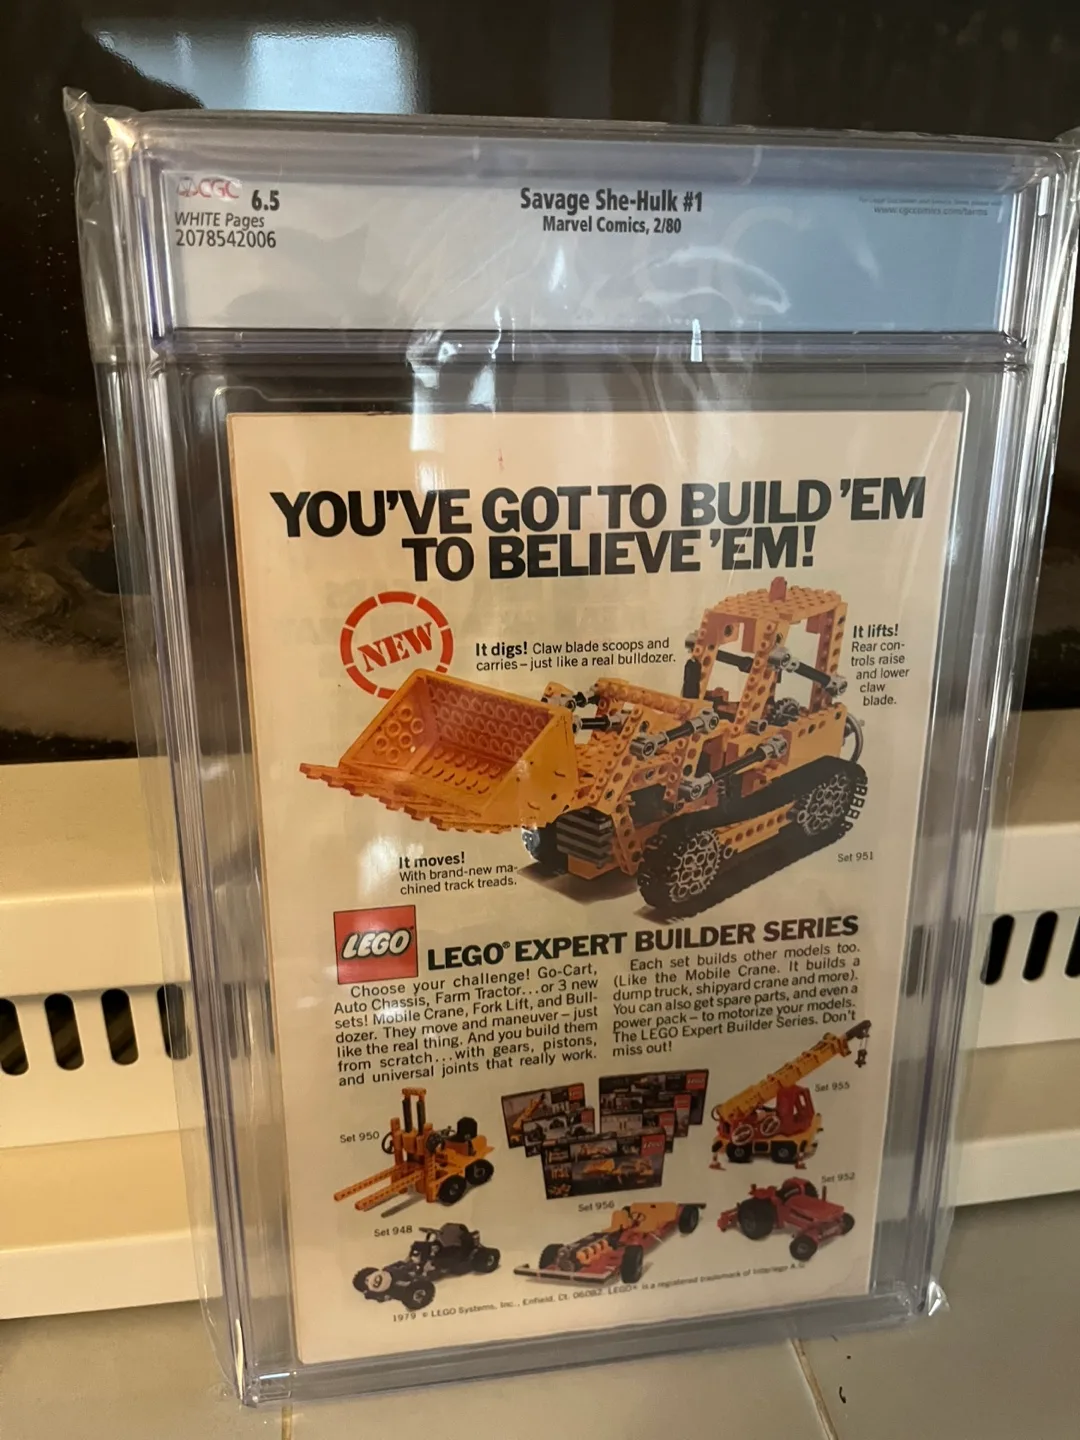 CGC 6.5
WHITE Pages
2078542006
Savage She-Hulk #1
Marvel Comics, 2/80
www.cgccomics.com/terms
YOU'VE GOT TO BUILD 'EM
TO BELIEVE 'EM!
NEW
It digs! Claw blade scoops and
carries – just like a real bulldozer.
It lifts!
Rear con-
trols raise
and lower
claw
blade.
It moves!
With brand-new ma-
chined track treads.
Set 951
LEGO
LEGO® EXPERT BUILDER SERIES
Choose your challenge! Go-Cart,
Auto Chassis, Farm Tractor...or 3 new
sets! Mobile Crane, Fork Lift, and Bull-
dozer. They move and maneuver – just
like the real thing. And you build them
from scratch...with gears, pistons,
and universal joints that really work.
Each set builds other models too.
(Like the Mobile Crane. It builds a
dump truck, shipyard crane and more).
You can also get spare parts, and even a
power pack – to motorize your models.
The LEGO Expert Builder Series. Don't
miss out!
Set 950
Set 955
Set 952
Set 956
Set 948
9
1979 © LEGO Systems, Inc., Enfield, Ct. 06082. LEGO® is a registered trademark of Interlego A.G.